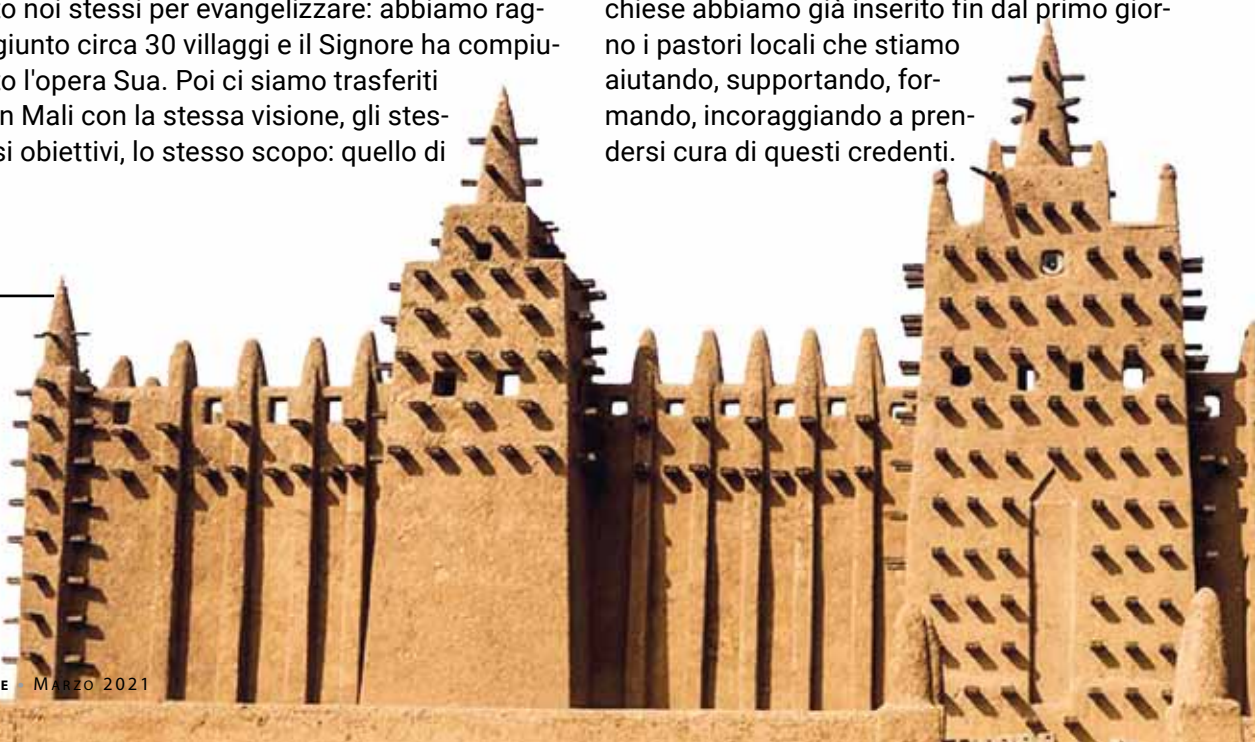 to noi stessi per evangelizzare: abbiamo rag-
giunto circa 30 villaggi e il Signore ha compiu-
to l'opera Sua. Poi ci siamo trasferiti
in Mali con la stessa visione, gli stes-
si obiettivi, lo stesso scopo: quello di
chiese abbiamo già inserito fin dal primo gior-
no i pastori locali che stiamo
aiutando, supportando, for-
mando, incoraggiando a pren-
dersi cura di questi credenti.
E - MARZO 2021